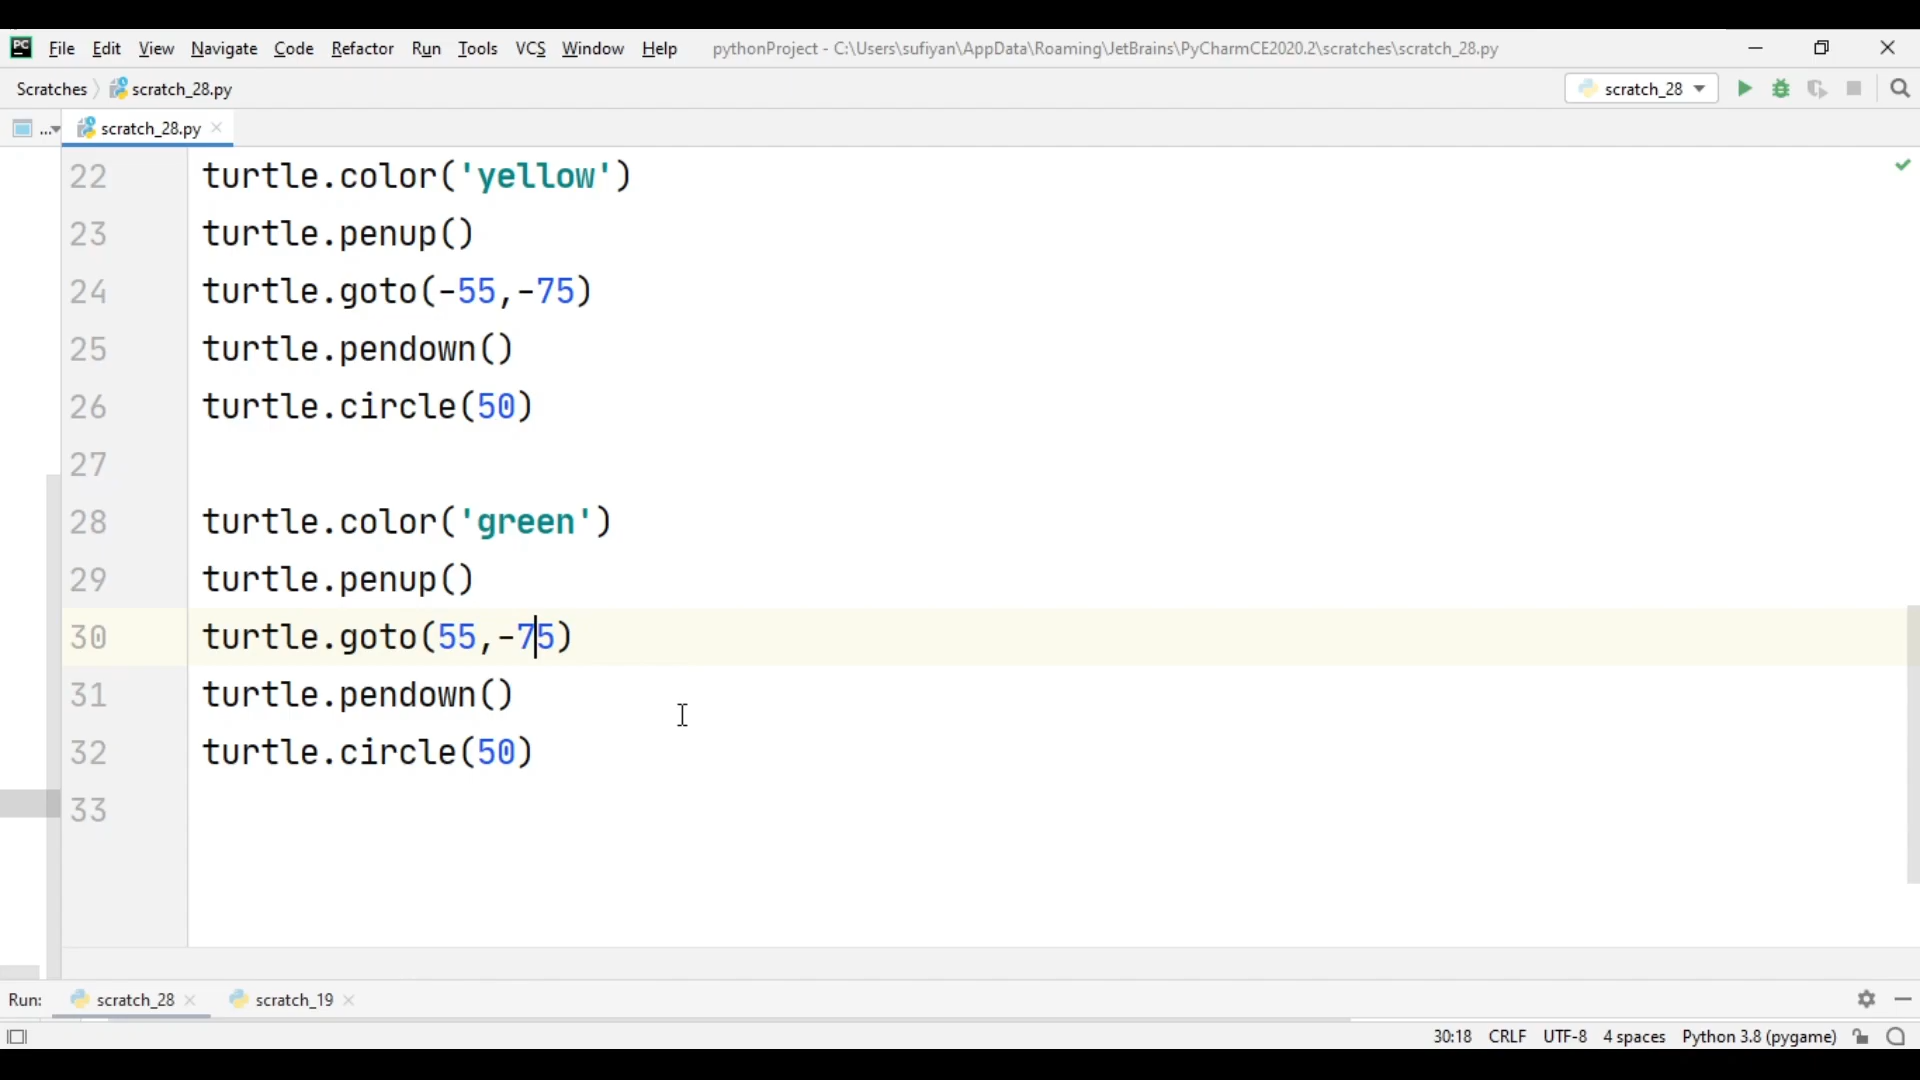 PC File Edit View Navigate Code Refactor Run Tools VCS Window Help pythonProject - C:\Users\sufiyan\AppData\Roaming\JetBrains\PyCharmCE2020.2\scratches\scratch_28.py
Scratches scratch_28.py scratch_28
... scratch_28.py
22 turtle.color('yellow')
23 turtle.penup()
24 turtle.goto(-55,-75)
25 turtle.pendown()
26 turtle.circle(50)
27
28 turtle.color('green')
29 turtle.penup()
30 turtle.goto(55,-75)
31 turtle.pendown()
32 turtle.circle(50)
33
Run: scratch_28 scratch_19
30:18 CRLF UTF-8 4 spaces Python 3.8 (pygame)